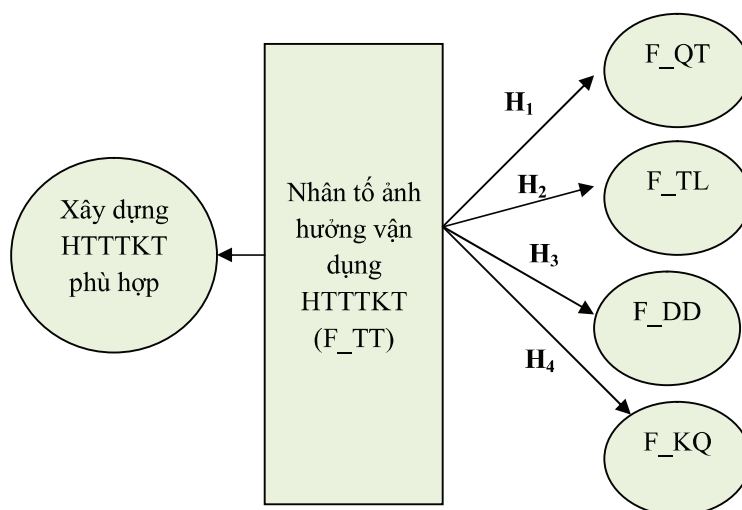 Xây dựng
HTTTKT
phù hợp
Nhân tố ảnh
hưởng vận
dụng
HTTTKT
(F_TT)
H1
H2
H3
H4
F_QT
F_TL
F_DD
F_KQ